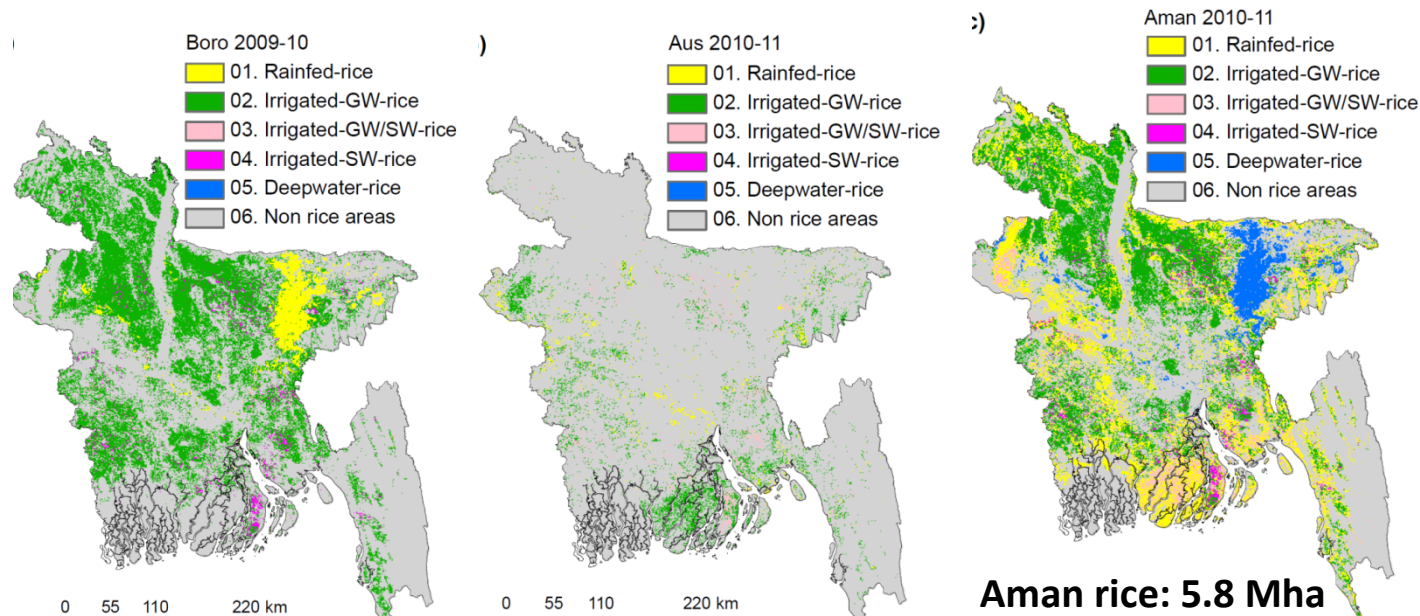 )
Boro 2009-10
01. Rainfed-rice
02. Irrigated-GW-rice
03. Irrigated-GW/SW-rice
04. Irrigated-SW-rice
05. Deepwater-rice
06. Non rice areas
0 55 110 220 km
)
Aus 2010-11
01. Rainfed-rice
02. Irrigated-GW-rice
03. Irrigated-GW/SW-rice
04. Irrigated-SW-rice
05. Deepwater-rice
06. Non rice areas
0 55 110 220 km
c)
Aman 2010-11
01. Rainfed-rice
02. Irrigated-GW-rice
03. Irrigated-GW/SW-rice
04. Irrigated-SW-rice
05. Deepwater-rice
06. Non rice areas
Aman rice: 5.8 Mha